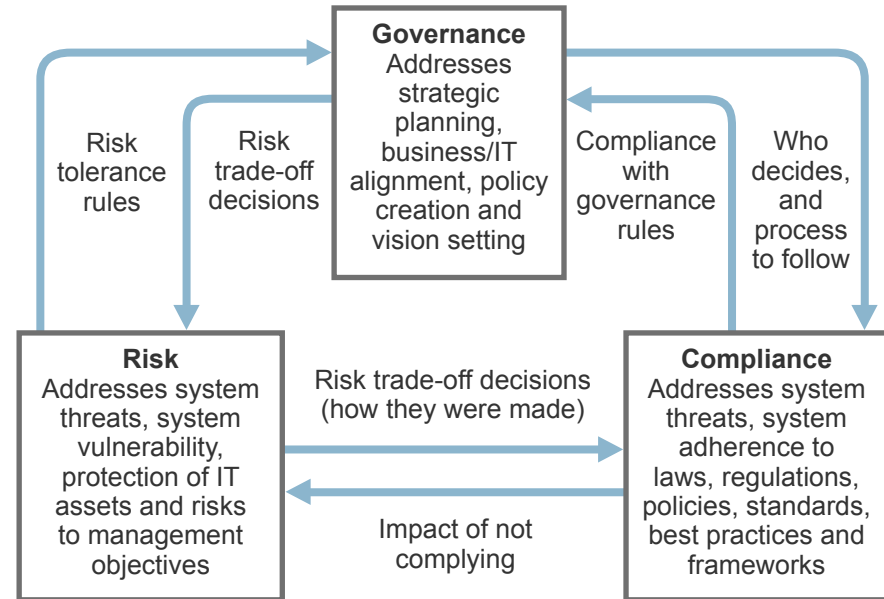 Governance
Addresses
strategic
planning,
business/IT
alignment, policy
creation and
vision setting
Risk
tolerance
rules
Risk
trade-off
decisions
Compliance
with
governance
rules
Who
decides,
and
process
to follow
Risk
Addresses system
threats, system
vulnerability,
protection of IT
assets and risks
to management
objectives
Risk trade-off decisions
(how they were made)
Impact of not
complying
Compliance
Addresses system
threats, system
adherence to
laws, regulations,
policies, standards,
best practices and
frameworks